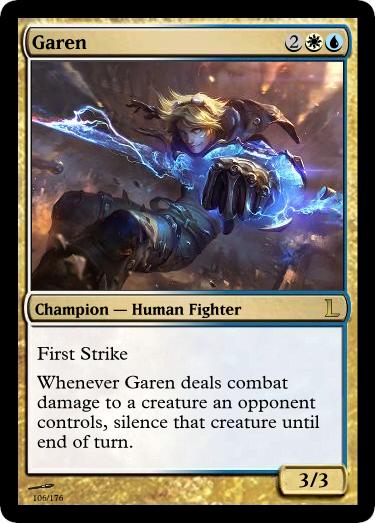 Garen 2
Champion — Human Fighter L
First Strike
Whenever Garen deals combat
damage to a creature an opponent
controls, silence that creature until
end of turn.
3/3
106/176